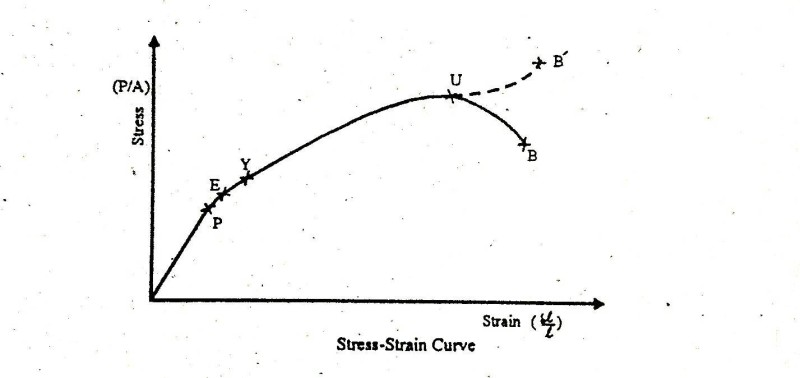 B´
U
(P/A)
Stress
B
Y
E
P
Strain (δl/l)
Stress-Strain Curve